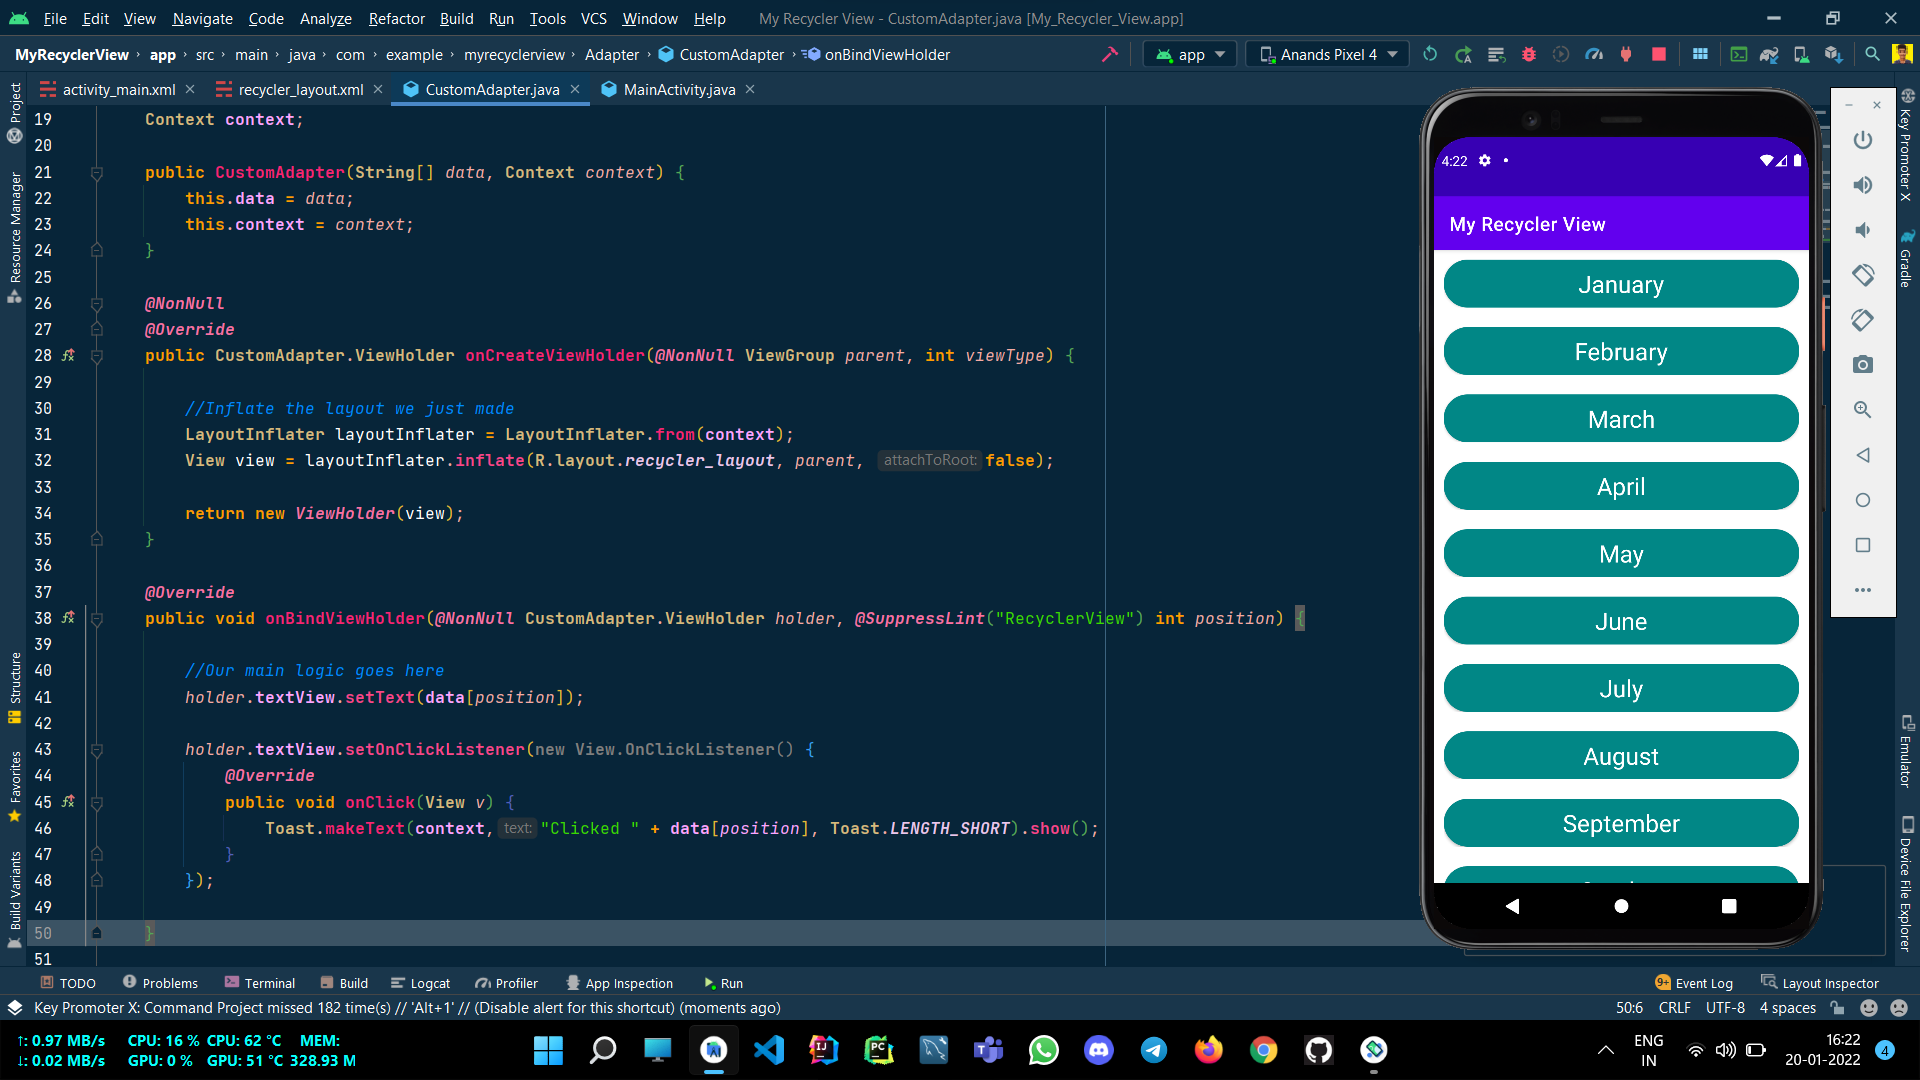 File Edit View Navigate Code Analyze Refactor Build Run Tools VCS Window Help My Recycler View - CustomAdapter.java [My_Recycler_View.app]
MyRecyclerView › app › src › main › java › com › example › myrecyclerview › Adapter › CustomAdapter › onBindViewHolder app Anands Pixel 4
activity_main.xml recycler_layout.xml CustomAdapter.java MainActivity.java
Project
Resource Manager
Structure
Favorites
Build Variants
19 Context context;
20
21 public CustomAdapter(String[] data, Context context) {
22 this.data = data;
23 this.context = context;
24 }
25
26 @NonNull
27 @Override
28 public CustomAdapter.ViewHolder onCreateViewHolder(@NonNull ViewGroup parent, int viewType) {
29
30 //Inflate the layout we just made
31 LayoutInflater layoutInflater = LayoutInflater.from(context);
32 View view = layoutInflater.inflate(R.layout.recycler_layout, parent, attachToRoot: false);
33
34 return new ViewHolder(view);
35 }
36
37 @Override
38 public void onBindViewHolder(@NonNull CustomAdapter.ViewHolder holder, @SuppressLint("RecyclerView") int position) {
39
40 //Our main logic goes here
41 holder.textView.setText(data[position]);
42
43 holder.textView.setOnClickListener(new View.OnClickListener() {
44 @Override
45 public void onClick(View v) {
46 Toast.makeText(context, text: "Clicked " + data[position], Toast.LENGTH_SHORT).show();
47 }
48 });
49
50 }
51
4:22
My Recycler View
January
February
March
April
May
June
July
August
September
Key Promoter X
Gradle
Emulator
Device File Explorer
TODO Problems Terminal Build Logcat Profiler App Inspection Run 9+ Event Log Layout Inspector
Key Promoter X: Command Project missed 182 time(s) // 'Alt+1' // (Disable alert for this shortcut) (moments ago) 50:6 CRLF UTF-8 4 spaces
↑: 0.97 MB/s CPU: 16 % CPU: 62 °C MEM:
↓: 0.02 MB/s GPU: 0 % GPU: 51 °C 328.93 M
ENG
IN
16:22
20-01-2022
4